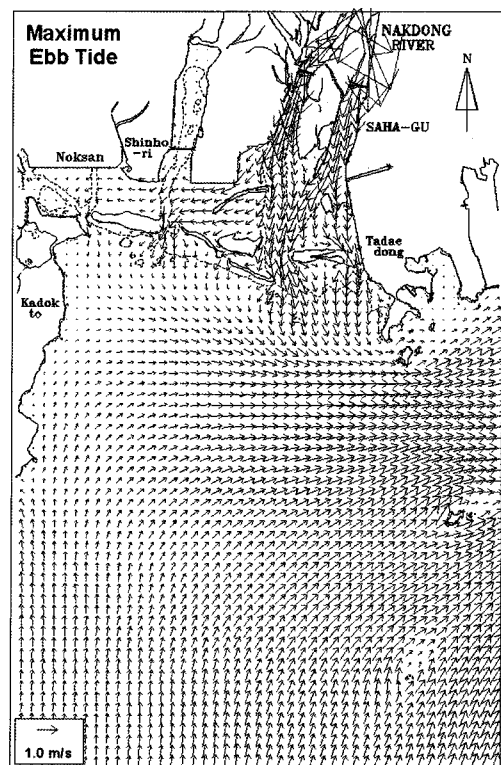 Maximum
Ebb Tide
NAKDONG
RIVER
N
SAHA-GU
Shinho
-ri
Noksan
Tadae
dong
Kadok
to
1.0 m/s